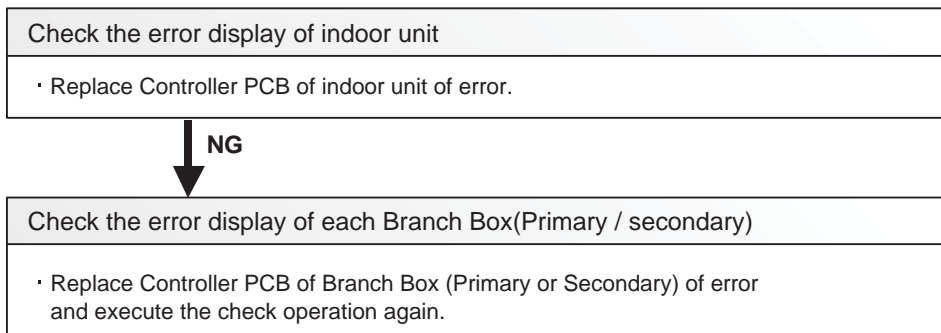 Check the error display of indoor unit
· Replace Controller PCB of indoor unit of error.
NG
Check the error display of each Branch Box(Primary / secondary)
· Replace Controller PCB of Branch Box (Primary or Secondary) of error
and execute the check operation again.